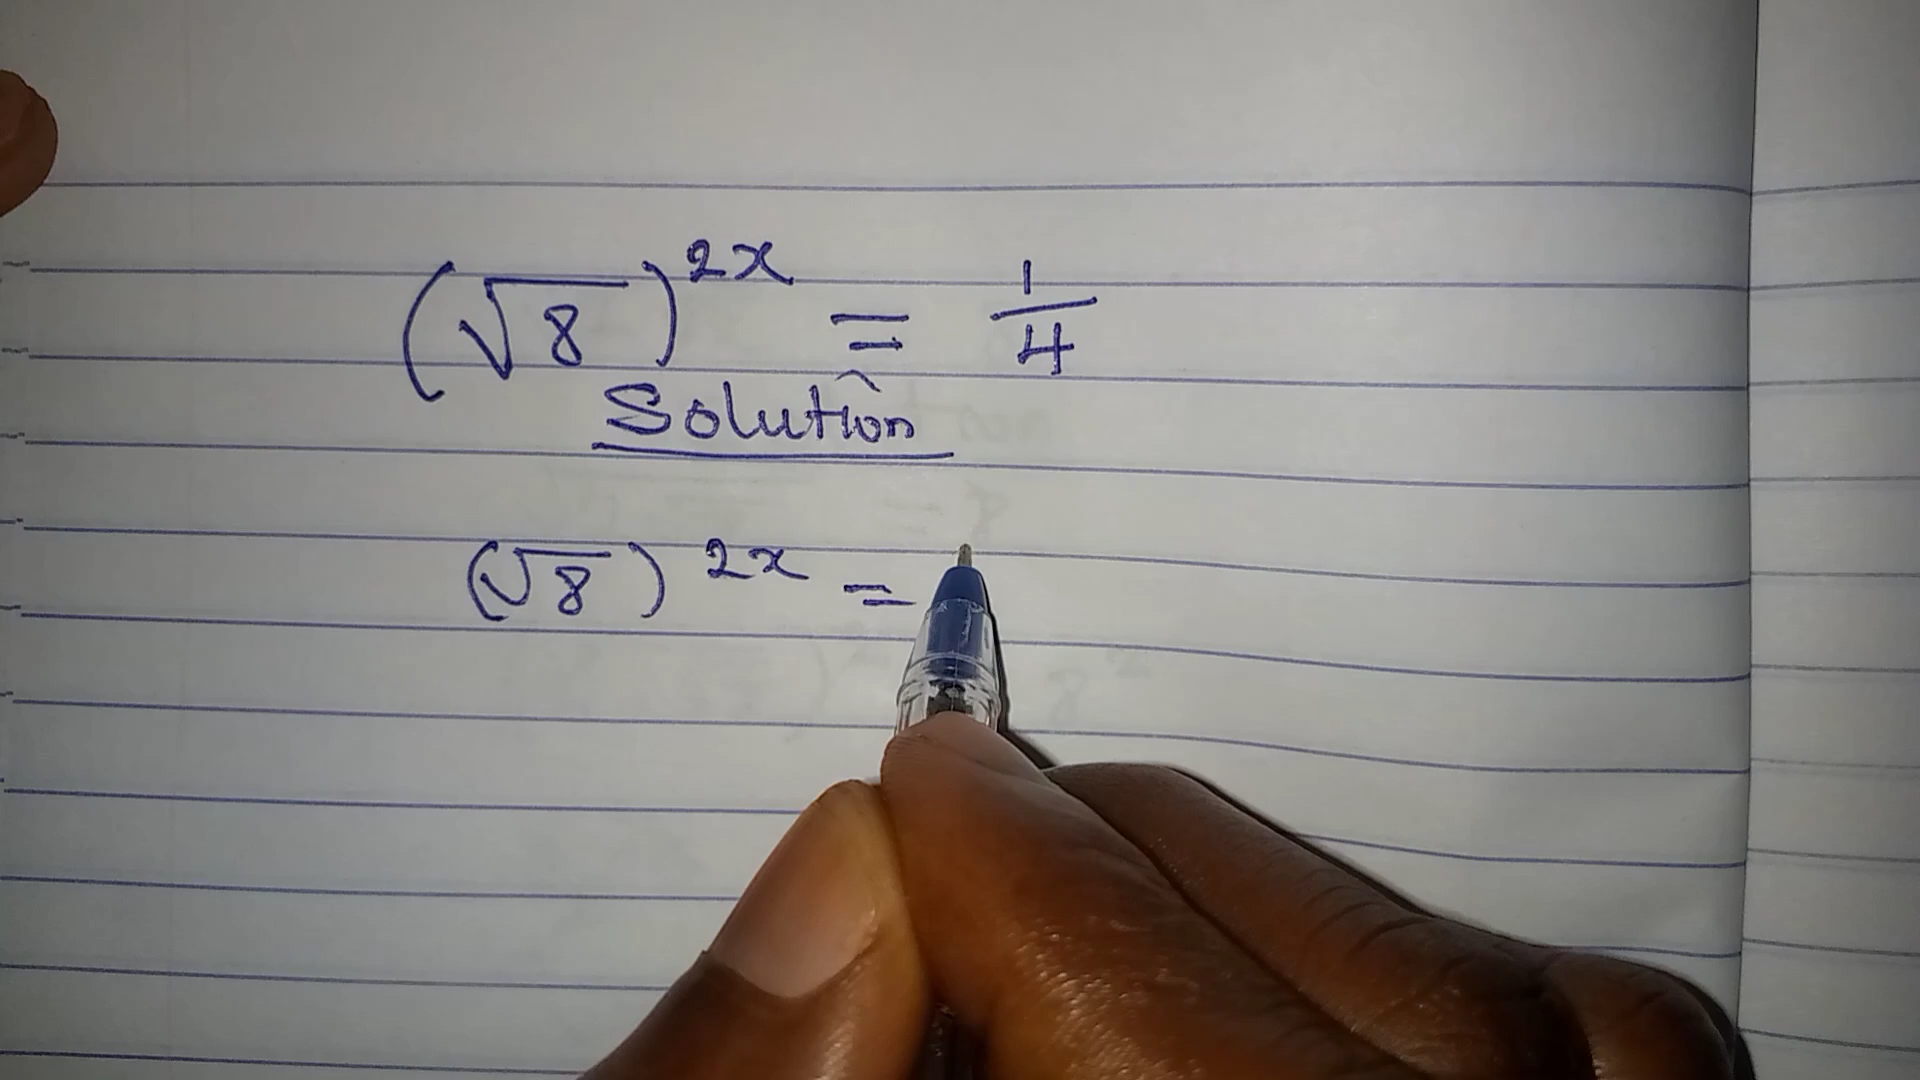 (√8)^2x = 1/4
Solution
(√8)^2x =